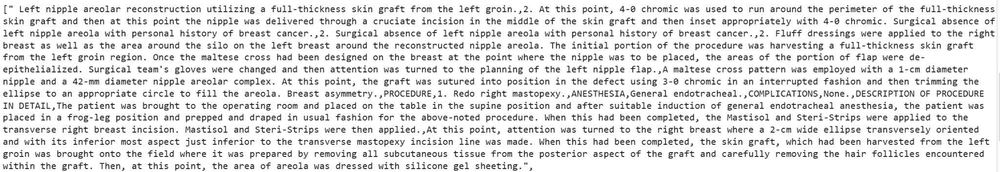 [" Left nipple areolar reconstruction utilizing a full-thickness skin graft from the left groin.,2. At this point, 4-0 chromic was used to run around the perimeter of the full-thickness
skin graft and then at this point the nipple was delivered through a cruciate incision in the middle of the skin graft and then inset appropriately with 4-0 chromic. Surgical absence of
left nipple areola with personal history of breast cancer.,2. Surgical absence of left nipple areola with personal history of breast cancer.,2. Fluff dressings were applied to the right
breast as well as the area around the silo on the left breast around the reconstructed nipple areola. The initial portion of the procedure was harvesting a full-thickness skin graft
from the left groin region. Once the maltese cross had been designed on the breast at the point where the nipple was to be placed, the areas of the portion of flap were de-
epithelialized. Surgical team's gloves were changed and then attention was turned to the planning of the left nipple flap.,A maltese cross pattern was employed with a 1-cm diameter
nipple and a 42-mm diameter nipple areolar complex. At this point, the graft was sutured into position in the defect using 3-0 chromic in an interrupted fashion and then trimming the
ellipse to an appropriate circle to fill the areola. Breast asymmetry.,PROCEDURE,1. Redo right mastopexy.,ANESTHESIA,General endotracheal.,COMPLICATIONS,None.,DESCRIPTION OF PROCEDURE
IN DETAIL,The patient was brought to the operating room and placed on the table in the supine position and after suitable induction of general endotracheal anesthesia, the patient was
placed in a frog-leg position and prepped and draped in usual fashion for the above-noted procedure. When this had been completed, the Mastisol and Steri-Strips were applied to the
transverse right breast incision. Mastisol and Steri-Strips were then applied.,At this point, attention was turned to the right breast where a 2-cm wide ellipse transversely oriented
and with its inferior most aspect just inferior to the transverse mastopexy incision line was made. When this had been completed, the skin graft, which had been harvested from the left
groin was brought onto the field where it was prepared by removing all subcutaneous tissue from the posterior aspect of the graft and carefully removing the hair follicles encountered
within the graft. Then, at this point, the area of areola was dressed with silicone gel sheeting.",